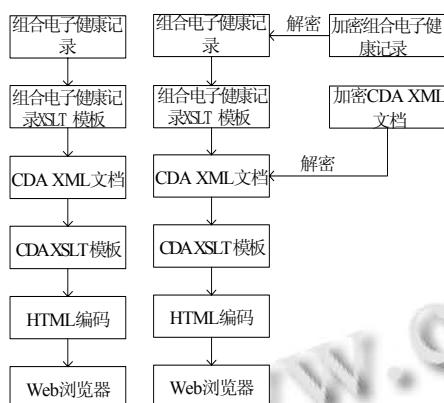 组合电子健康记
录
组合电子健康记
录XSLT 模板
CDA XML文档
CDAXSLT模板
HTML编码
Web浏览器
组合电子健康记
录
组合电子健康记
录XSLT 模板
CDA XML文档
CDAXSLT模板
HTML编码
Web浏览器
解密
加密组合电子健
康记录
加密CDA XML
文档
解密